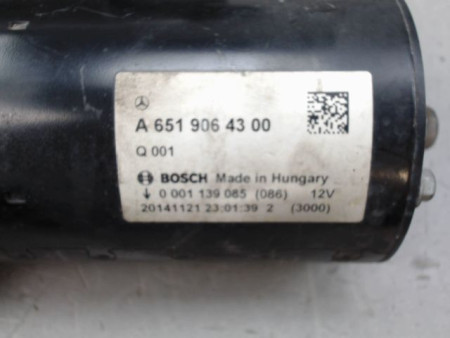 A 651 906 43 00
Q 001
BOSCH Made in Hungary
0 001 139 085 (086) 12V
20141121 23:01:39 2 (3000)